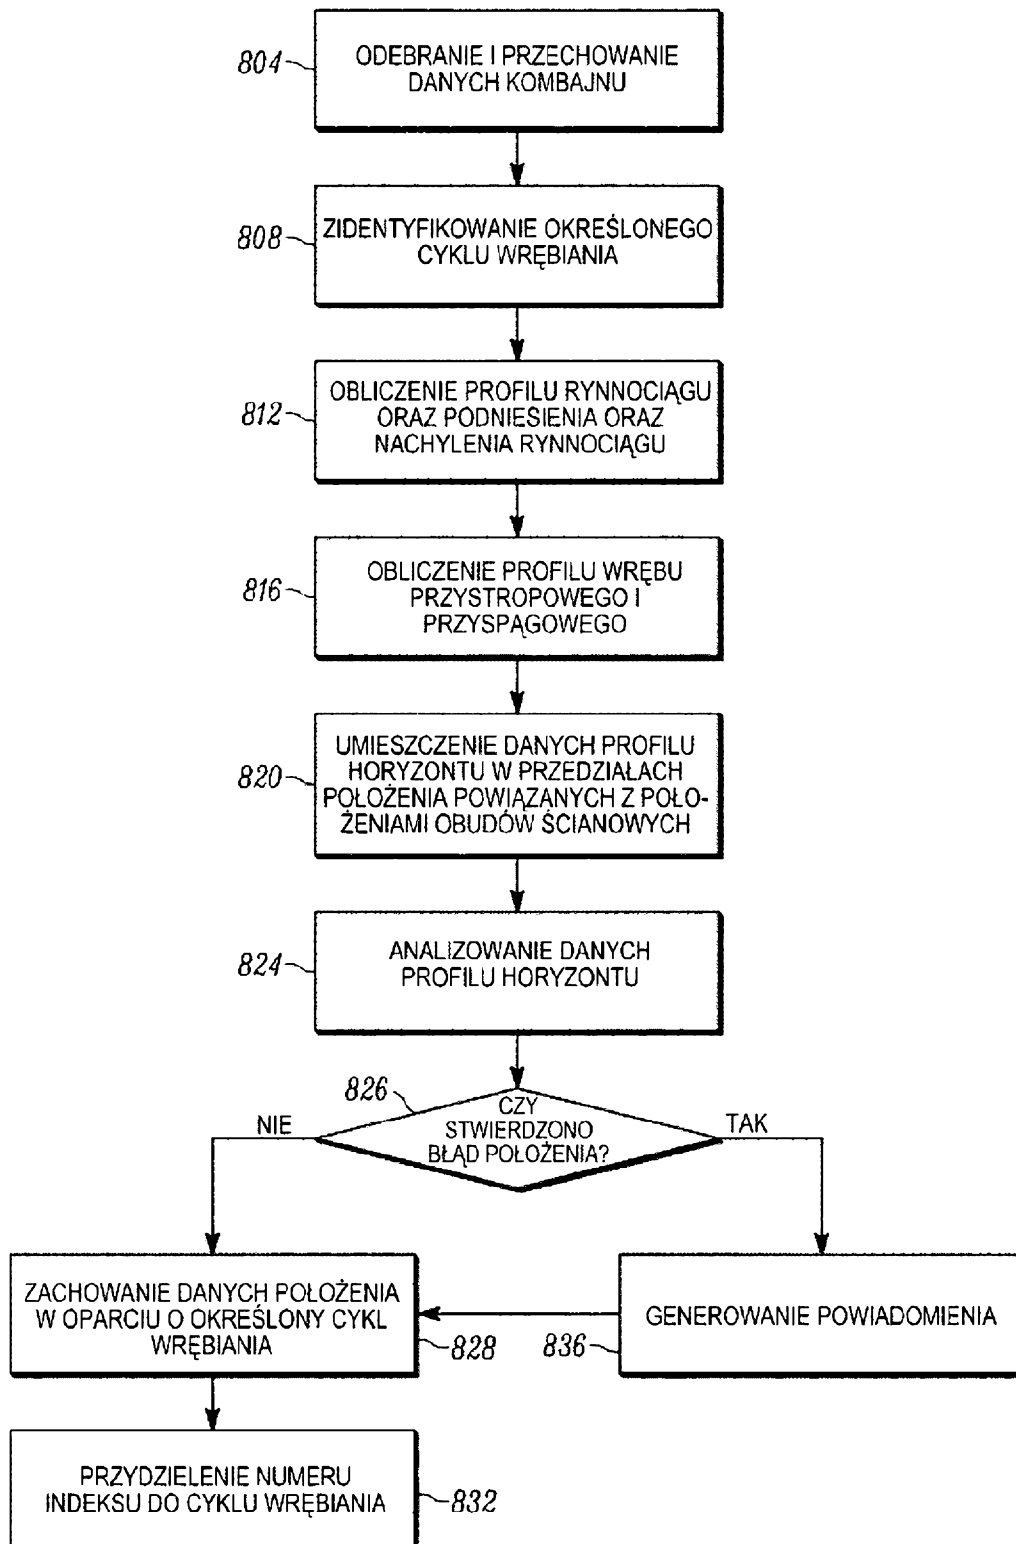 804
ODEBRANIE I PRZECHOWANIE
DANYCH KOMBAJNU
808
ZIDENTYFIKOWANIE OKREŚLONEGO
CYKLU WRĘBIANIA
812
OBLICZENIE PROFILU RYNNOCIĄGU
ORAZ PODNIESIENIA ORAZ
NACHYLENIA RYNNOCIĄGU
816
OBLICZENIE PROFILU WRĘBU
PRZYSTROPOWEGO I
PRZYSPĄGOWEGO
820
UMIESZCZENIE DANYCH PROFILU
HORYZONTU W PRZEDZIAŁACH
POŁOŻENIA POWIĄZANYCH Z POŁO-
ŻENIAMI OBUDÓW ŚCIANOWYCH
824
ANALIZOWANIE DANYCH
PROFILU HORYZONTU
826
CZY
STWIERDZONO
BŁĄD POŁOŻENIA?
NIE
TAK
ZACHOWANIE DANYCH POŁOŻENIA
W OPARCIU O OKREŚLONY CYKL
WRĘBIANIA
828
836
GENEROWANIE POWIADOMIENIA
PRZYDZIELENIE NUMERU
INDEKSU DO CYKLU WRĘBIANIA
832